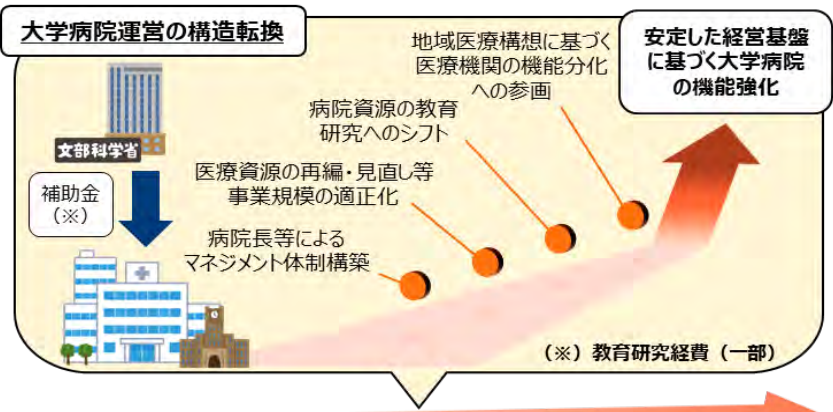 大学病院運営の構造転換
文部科学省
補助金
（※）
病院長等による
マネジメント体制構築
医療資源の再編・見直し等
事業規模の適正化
病院資源の教育
研究へのシフト
地域医療構想に基づく
医療機関の機能分化
への参画
安定した経営基盤
に基づく大学病院
の機能強化
（※）教育研究経費（一部）